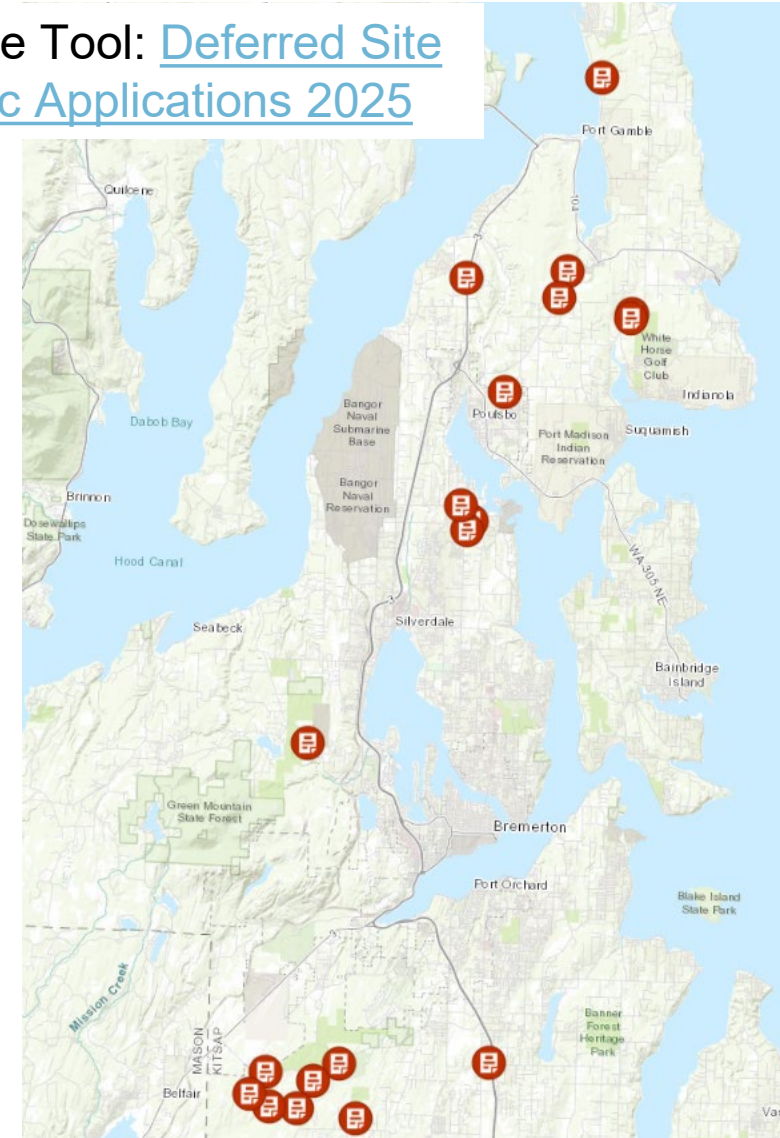 e Tool: Deferred Site
c Applications 2025
Port Gamble
Quilcene
104
3
White
Horse
Golf
Club
Indianola
Poulsbo
Bangor
Naval
Submarine
Base
Dabob Bay
Port Madison
Indian
Reservation
Suquamish
Bangor
Naval
Reservation
Brinnon
Dosewallips
State Park
Hood Canal
WA-305 NE
3
Seabeck
Silverdale
Bainbridge
Island
Green Mountain
State Forest
Bremerton
Port Orchard
Blake Island
State Park
Mission Creek
Banner
Forest
Heritage
Park
MASON
KITSAP
Belfair
Va